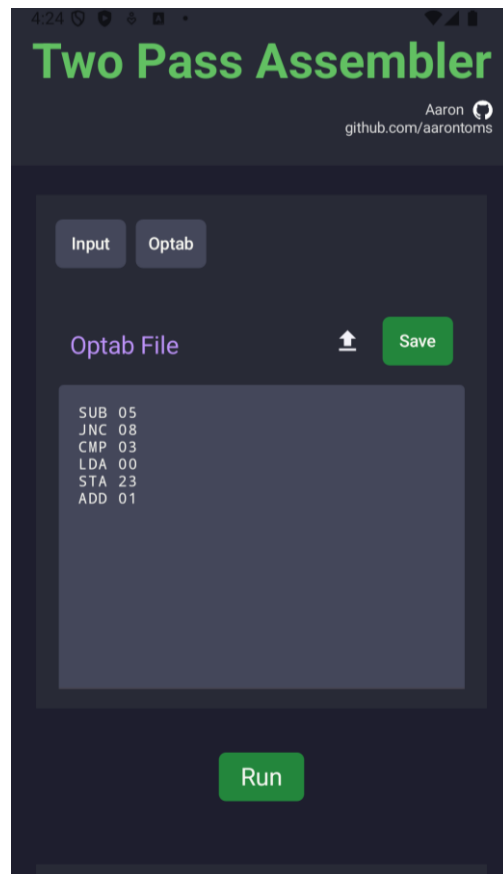 4:24
Two Pass Assembler
Aaron
github.com/aarontoms
Input Optab
Optab File Save
SUB 05
JNC 08
CMP 03
LDA 00
STA 23
ADD 01
Run